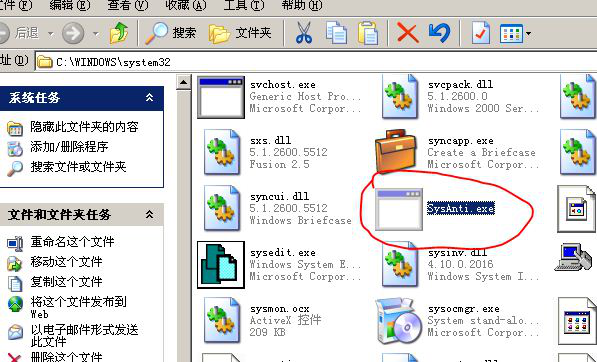 文件(F) 编辑(E) 查看(V) 收藏(A) 工具(T) 帮助(H)
后退 搜索 文件夹
址(D) C:\WINDOWS\system32
系统任务
隐藏此文件夹的内容
添加/删除程序
搜索文件或文件夹
文件和文件夹任务
重命名这个文件
移动这个文件
复制这个文件
将这个文件发布到
Web
以电子邮件形式发送
此文件
删除这个文件
svchost.exe
Generic Host Pro...
Microsoft Corpor...
svcpack.dll
5.1.2600.0
Windows 2000 Ser...
sxs.dll
5.1.2600.5512
Fusion 2.5
syncapp.exe
Create a Briefcase
Microsoft Corpor...
syncui.dll
5.1.2600.5512
Windows Briefcase
SysAnti.exe
sysedit.exe
Windows System E...
Microsoft Corpor...
sysinv.dll
4.10.0.2016
Windows System I...
sysmon.ocx
ActiveX 控件
209 KB
sysocmgr.exe
System stand-alo...
Microsoft Corpor...